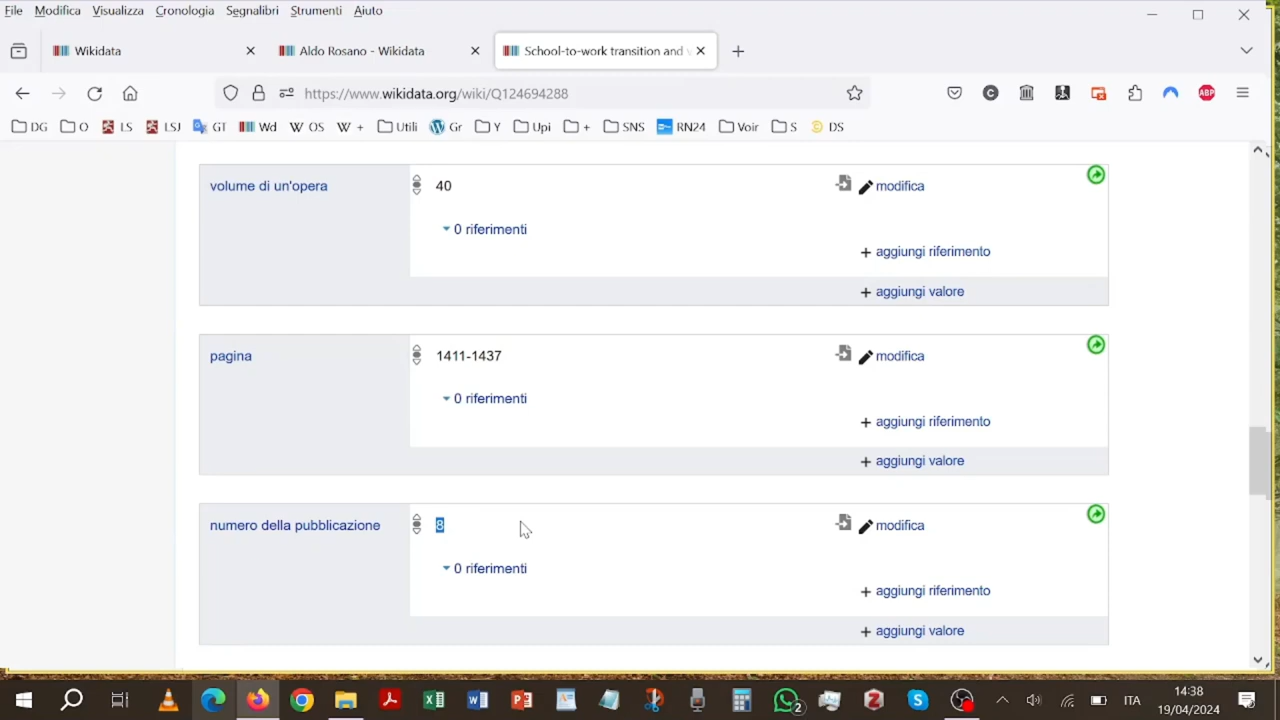 File Modifica Visualizza Cronologia Segnalibri Strumenti Aiuto
Wikidata
Aldo Rosano - Wikidata
School-to-work transition and
https://www.wikidata.org/wiki/Q124694288
ABP
DG O LS LSJ GT Wd OS W + Utili Gr Y Upi + SNS RN24 Voir S DS
volume di un'opera
40
modifica
0 riferimenti
+ aggiungi riferimento
+ aggiungi valore
pagina
1411-1437
modifica
0 riferimenti
+ aggiungi riferimento
+ aggiungi valore
numero della pubblicazione
8
modifica
0 riferimenti
+ aggiungi riferimento
+ aggiungi valore
2
ITA
14:38
19/04/2024